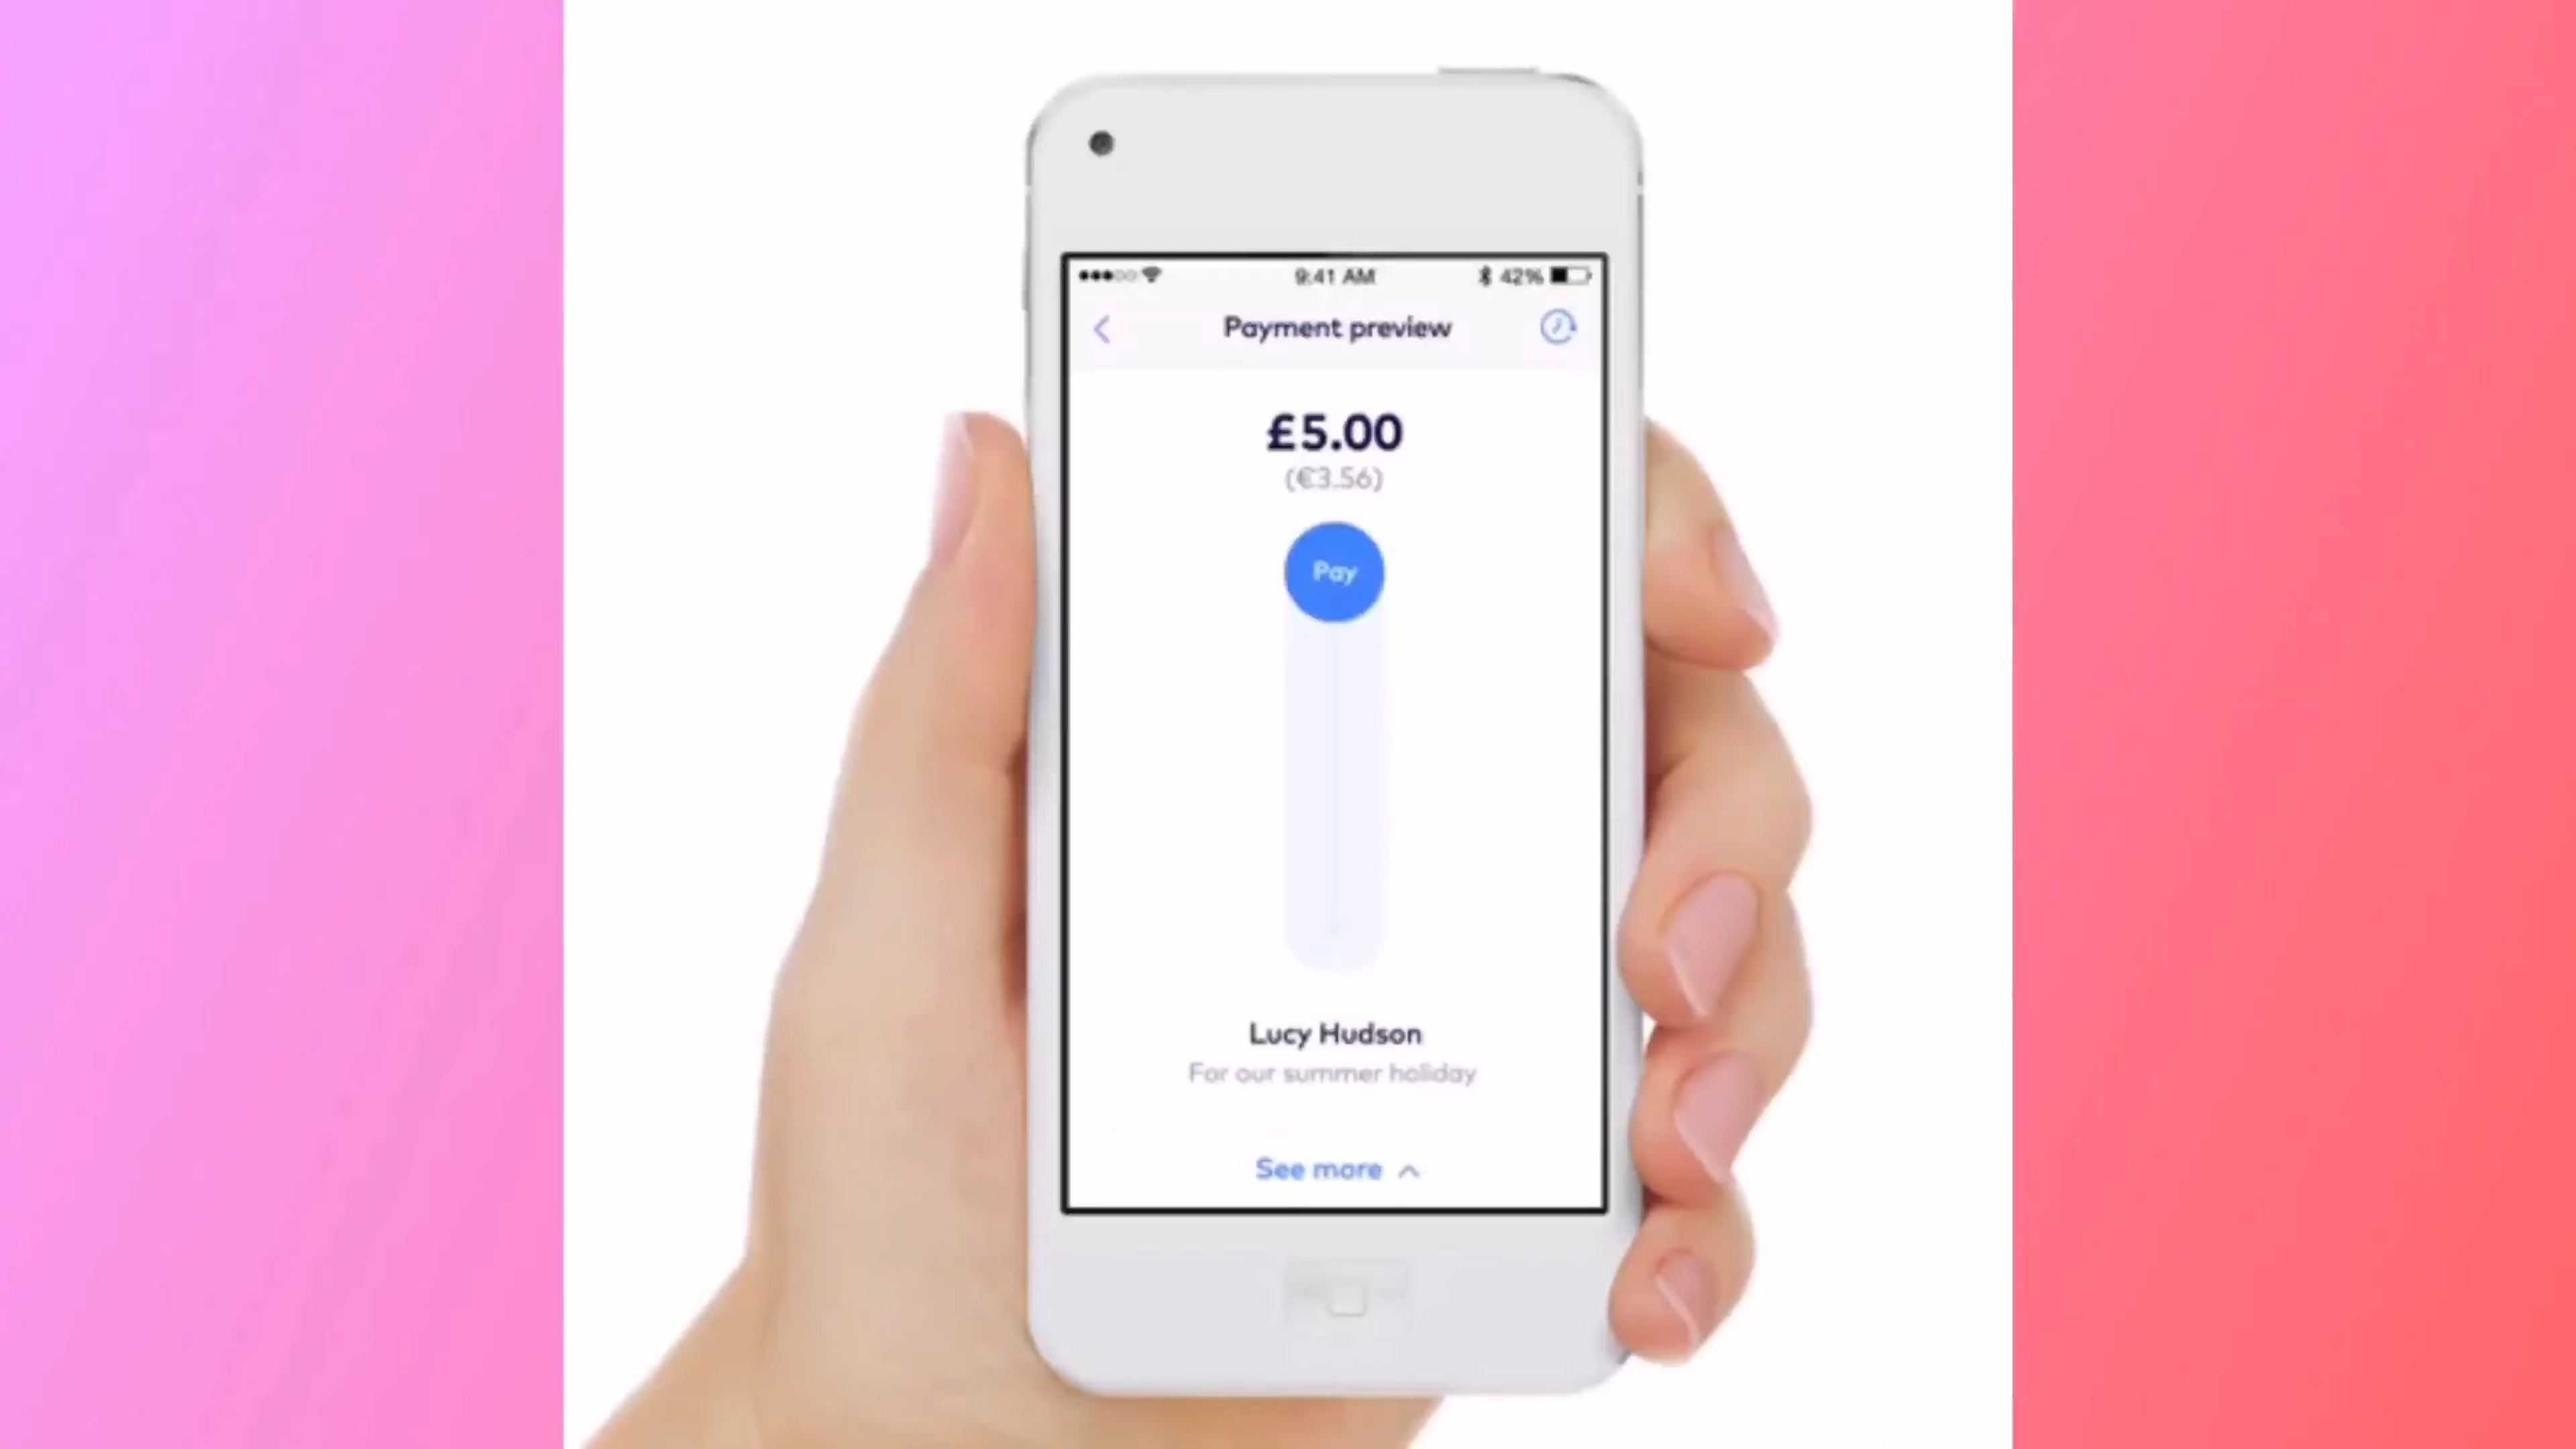 9:41 AM
42%
Payment preview
£5.00
(€3.56)
Pay
Lucy Hudson
For our summer holiday
See more